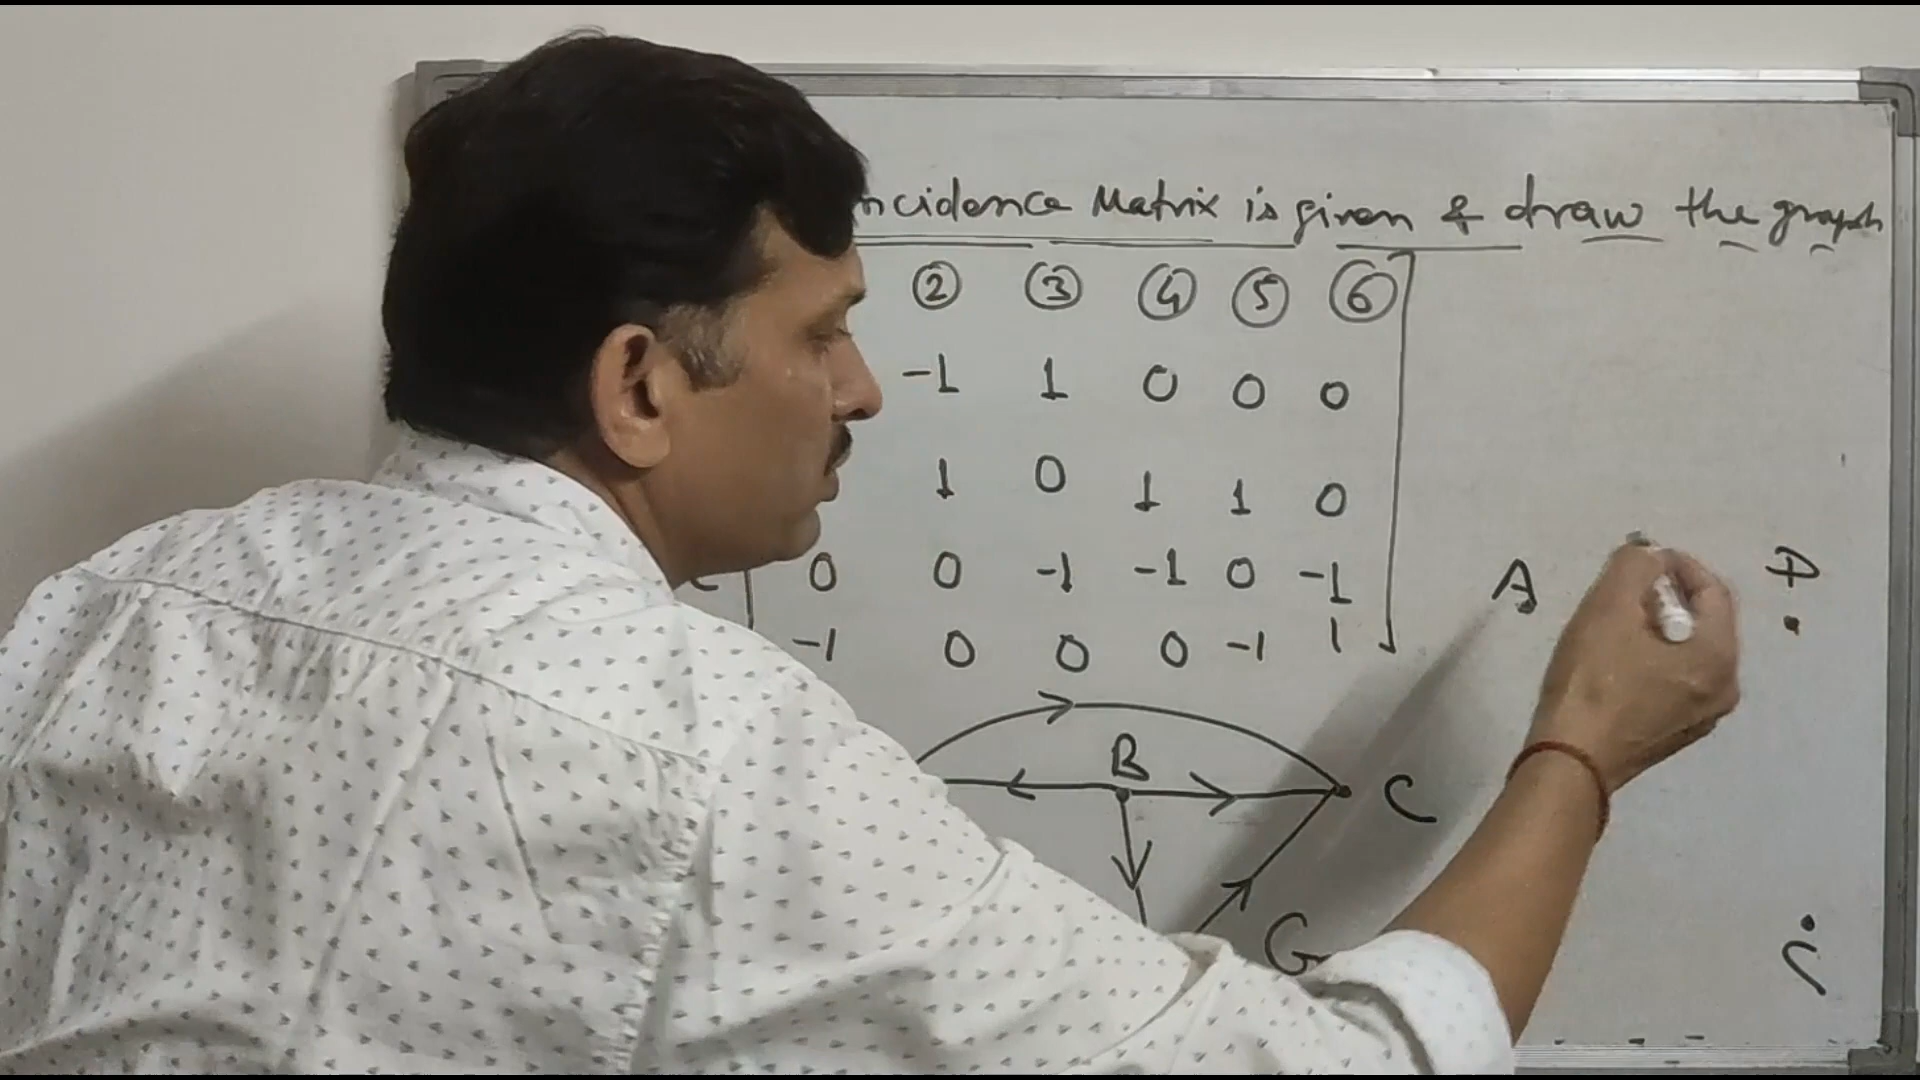 ncidence Matrix is given & draw the graph
② ③ ④ ⑤ ⑥
-1 1 0 0 0
1 0 1 1 0
0 0 -1 -1 0 -1
-1 0 0 0 -1 1
A D
B
C
G
C